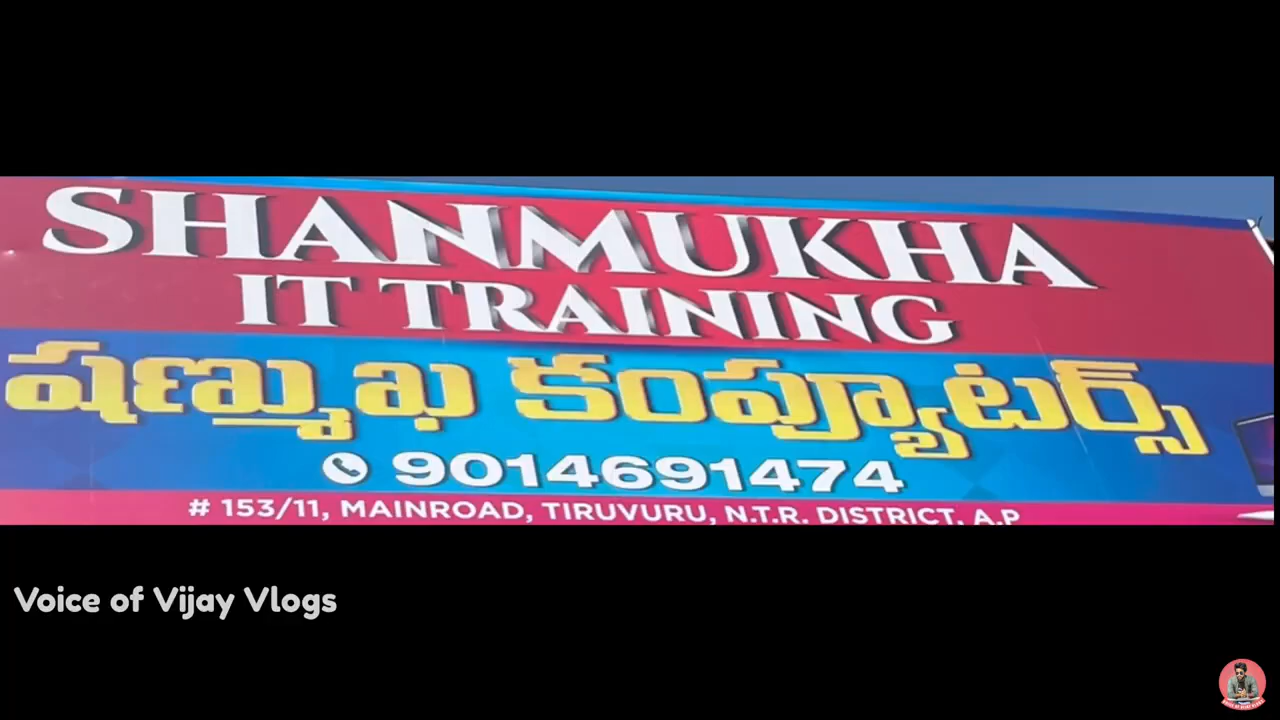 SHANMUKHA
IT TRAINING
షణ్ముఖ కంప్యూటర్స్
9014691474
# 153/11, MAINROAD, TIRUVURU, N.T.R. DISTRICT, A.P
Voice of Vijay Vlogs